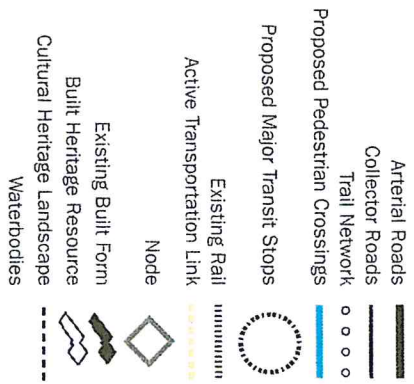 Arterial Roads
Collector Roads
Trail Network
Proposed Pedestrian Crossings
Proposed Major Transit Stops
Existing Rail
Active Transportation Link
Node
Existing Built Form
Built Heritage Resource
Cultural Heritage Landscape
Waterbodies